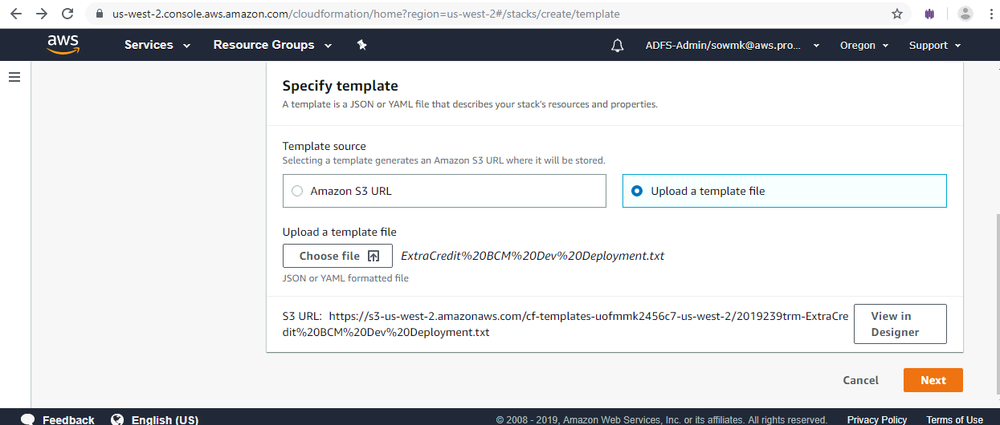 us-west-2.console.aws.amazon.com/cloudformation/home?region=us-west-2#/stacks/create/template
aws Services Resource Groups ADFS-Admin/sowmk@aws.pro... Oregon Support
Specify template
A template is a JSON or YAML file that describes your stack's resources and properties.
Template source
Selecting a template generates an Amazon S3 URL where it will be stored.
Amazon S3 URL Upload a template file
Upload a template file
Choose file ExtraCredit%20BCM%20Dev%20Deployment.txt
JSON or YAML formatted file
S3 URL: https://s3-us-west-2.amazonaws.com/cf-templates-uofmmk2456c7-us-west-2/2019239trm-ExtraCre
dit%20BCM%20Dev%20Deployment.txt
View in
Designer
Cancel Next
Feedback English (US) © 2008 - 2019, Amazon Web Services, Inc. or its affiliates. All rights reserved. Privacy Policy Terms of Use